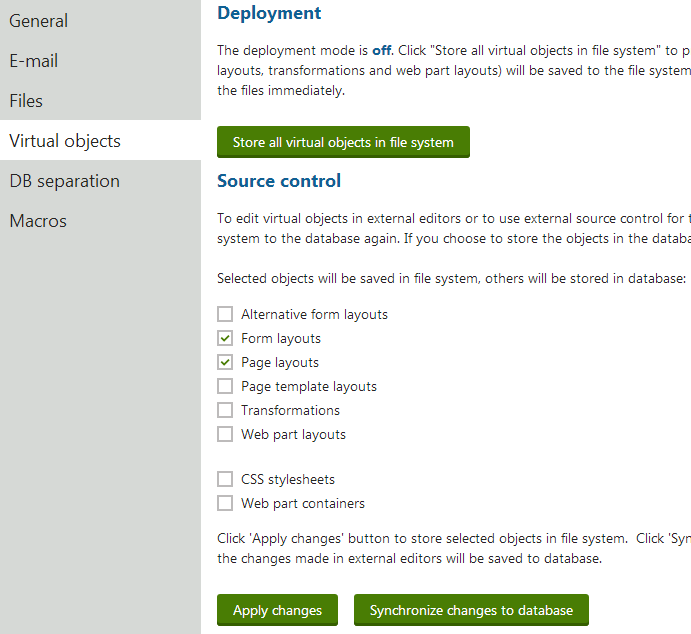 General
E-mail
Files
Virtual objects
DB separation
Macros
Deployment
The deployment mode is off. Click "Store all virtual objects in file system" to
layouts, transformations and web part layouts) will be saved to the file system
the files immediately.
Store all virtual objects in file system
Source control
To edit virtual objects in external editors or to use external source control for
system to the database again. If you choose to store the objects in the
Selected objects will be saved in file system, others will be stored in database:
Alternative form layouts
Form layouts
Page layouts
Page template layouts
Transformations
Web part layouts
CSS stylesheets
Web part containers
Click 'Apply changes' button to store selected objects in file system. Click
the changes made in external editors will be saved to database.
Apply changes
Synchronize changes to database